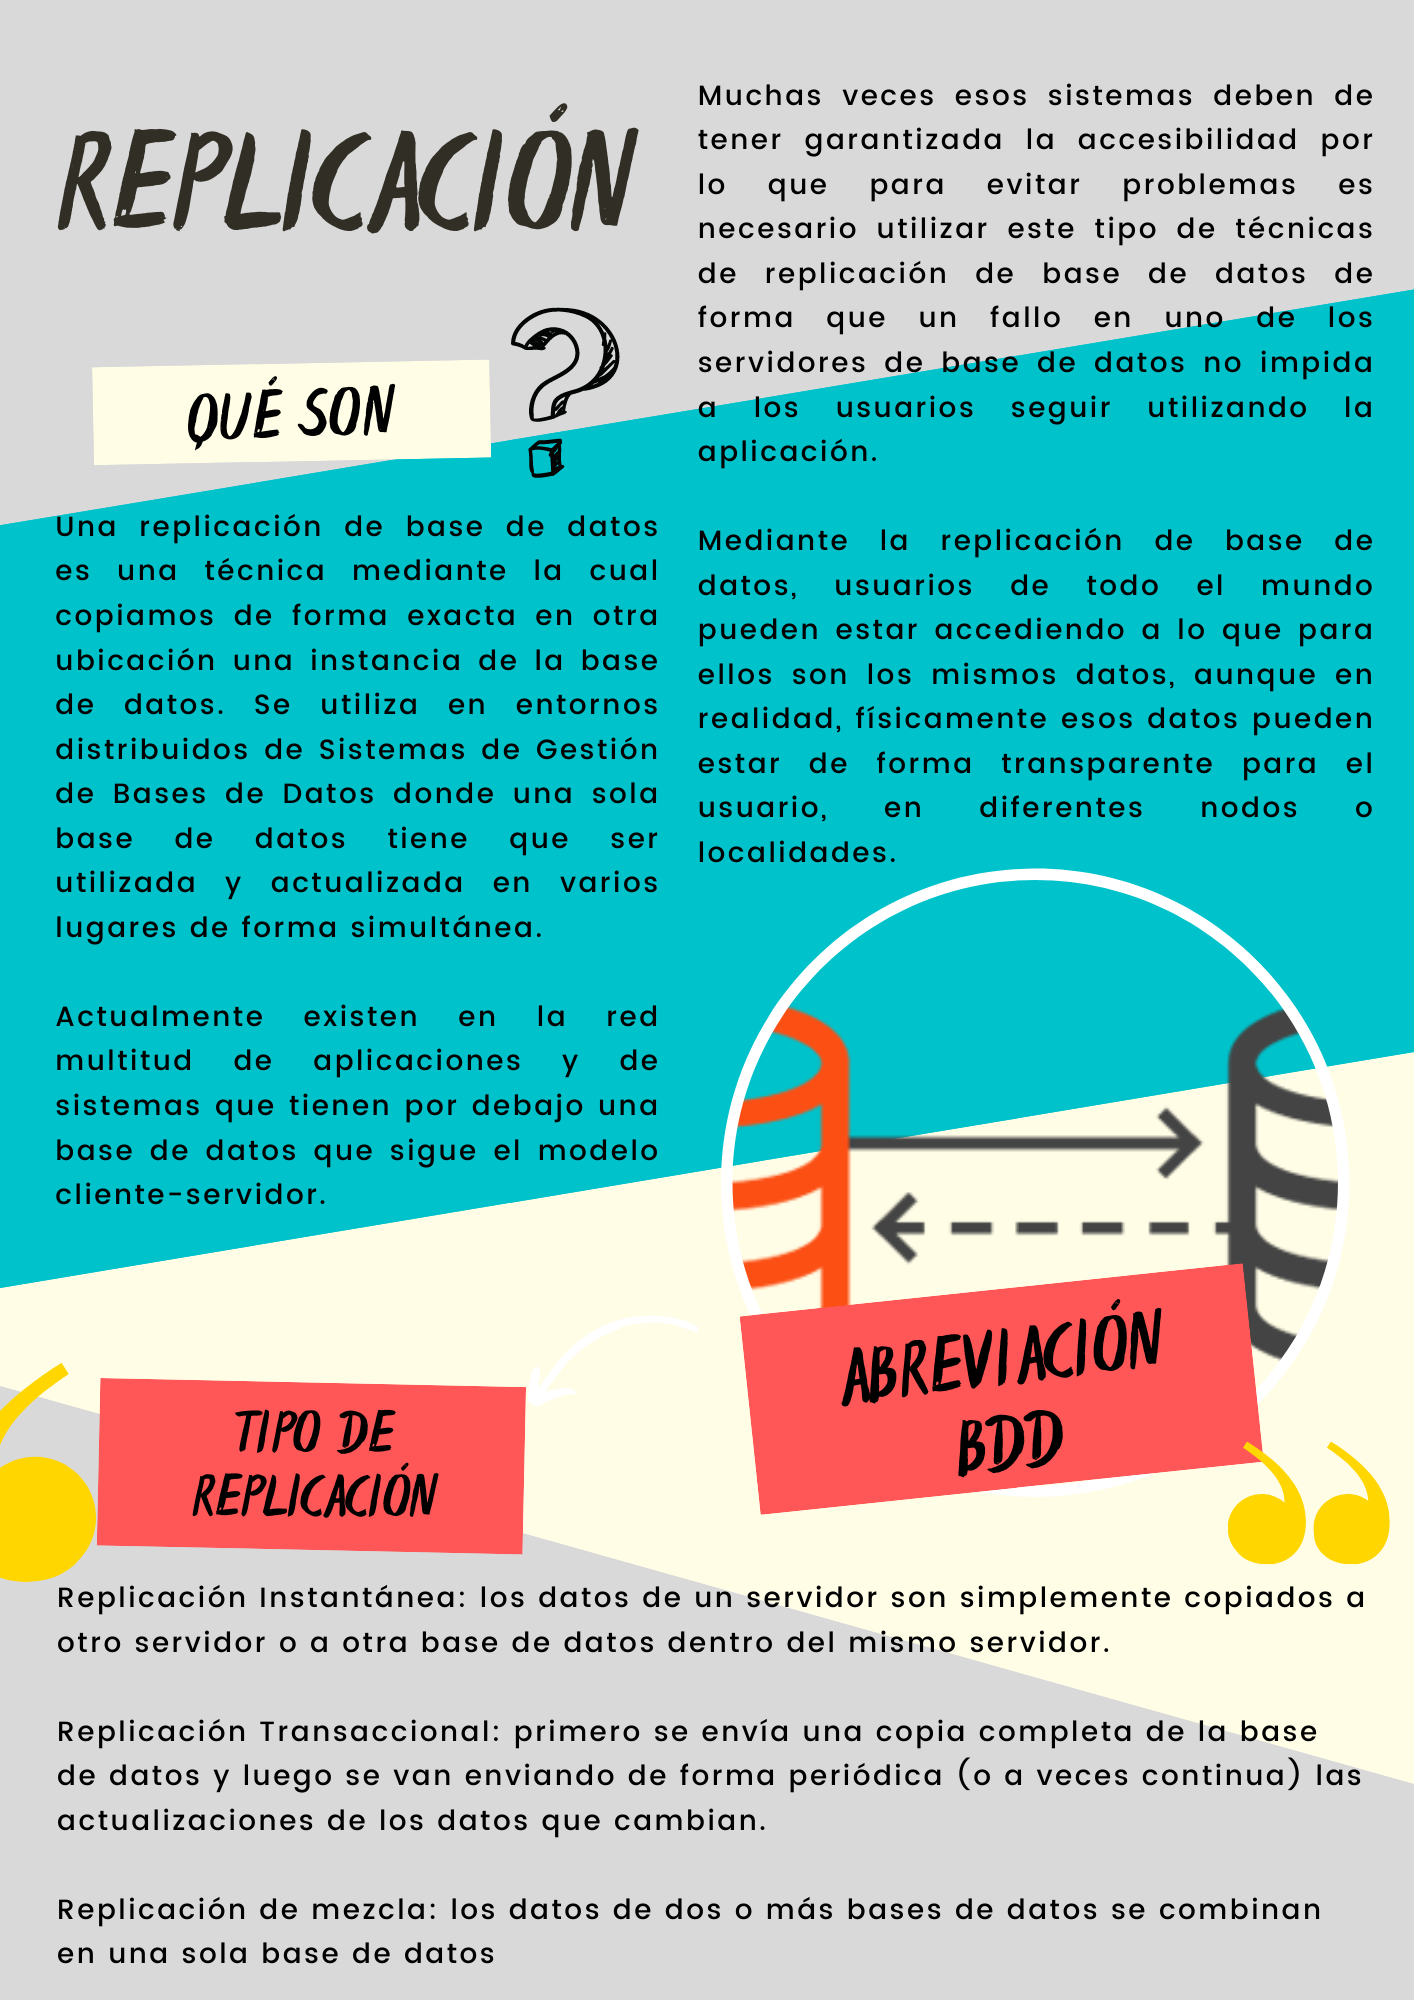 REPLICACIÓN
QUÉ SON
?
Una replicación de base de datos
es una técnica mediante la cual
copiamos de forma exacta en otra
ubicación una instancia de la base
de datos. Se utiliza en entornos
distribuidos de Sistemas de Gestión
de Bases de Datos donde una sola
base de datos tiene que ser
utilizada y actualizada en varios
lugares de forma simultánea.
Actualmente existen en la red
multitud de aplicaciones y de
sistemas que tienen por debajo una
base de datos que sigue el modelo
cliente-servidor.
Muchas veces esos sistemas deben de
tener garantizada la accesibilidad por
lo que para evitar problemas es
necesario utilizar este tipo de técnicas
de replicación de base de datos de
forma que un fallo en uno de los
servidores de base de datos no impida
a los usuarios seguir utilizando la
aplicación.
Mediante la replicación de base de
datos, usuarios de todo el mundo
pueden estar accediendo a lo que para
ellos son los mismos datos, aunque en
realidad, físicamente esos datos pueden
estar de forma transparente para el
usuario, en diferentes nodos o
localidades.
ABREVIACIÓN
BDD
TIPO DE
REPLICACIÓN
Replicación Instantánea: los datos de un servidor son simplemente copiados a
otro servidor o a otra base de datos dentro del mismo servidor.
Replicación Transaccional: primero se envía una copia completa de la base
de datos y luego se van enviando de forma periódica (o a veces continua) las
actualizaciones de los datos que cambian.
Replicación de mezcla: los datos de dos o más bases de datos se combinan
en una sola base de datos